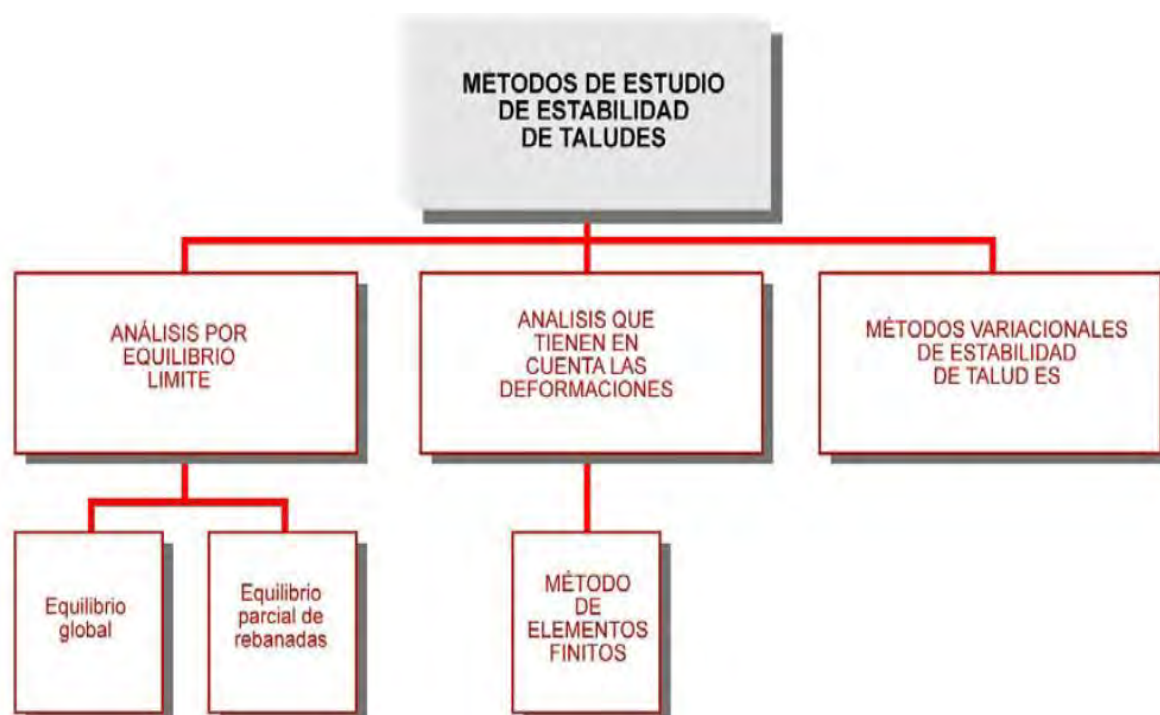 MÉTODOS DE ESTUDIO
DE ESTABILIDAD
DE TALUDES
ANÁLISIS POR
EQUILIBRIO
LIMITE
ANALISIS QUE
TIENEN EN
CUENTA LAS
DEFORMACIONES
MÉTODOS VARIACIONALES
DE ESTABILIDAD
DE TALUD ES
Equilibrio
global
Equilibrio
parcial de
rebanadas
MÉTODO
DE
ELEMENTOS
FINITOS